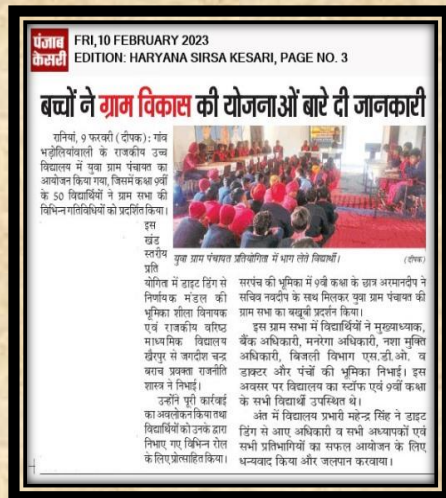 पंजाब
केसरी
FRI,10 FEBRUARY 2023
EDITION: HARYANA SIRSA KESARI, PAGE NO. 3
बच्चों ने ग्राम विकास की योजनाओं बारे दी जानकारी
रानियां, 9 फरवरी (दीपक): गांव
भड़ोलियांवाली के राजकीय उच्च
विद्यालय में युवा ग्राम पंचायत का
आयोजन किया गया, जिसमें कक्षा 9वीं
के 50 विद्यार्थियों ने ग्राम सभा की
विभिन्न गतिविधियों को प्रदर्शित किया।
इस
खंड
स्तरीय
प्रति
युवा ग्राम पंचायत प्रतियोगिता में भाग लेते विद्यार्थी। (दीपक)
योगिता में डाइट डिंग से
निर्णायक मंडल की
भूमिका शीला विनायक
एवं राजकीय वरिष्ठ
माध्यमिक विद्यालय
खैरपुर से जगदीश चन्द्र
बराच प्रवक्ता राजनीति
शास्त्र ने निभाई।
उन्होंने पूरी कार्रवाई
का अवलोकन किया तथा
विद्यार्थियों को उनके द्वारा
निभाए गए विभिन्न रोल
के लिए प्रोत्साहित किया।
सरपंच की भूमिका में 9वी कक्षा के छात्र अरमानदीप ने
सचिव नवदीप के साथ मिलकर युवा ग्राम पंचायत की
ग्राम सभा का बखूबी प्रदर्शन किया।
इस ग्राम सभा में विद्यार्थियों ने मुख्याध्यापक,
बैंक अधिकारी, मनरेगा अधिकारी, नशा मुक्ति
अधिकारी, बिजली विभाग एस.डी.ओ. व
डाक्टर और पंचों की भूमिका निभाई। इस
अवसर पर विद्यालय का स्टॉफ एवं 9वीं कक्षा
के सभी विद्यार्थी उपस्थित थे।
अंत में विद्यालय प्रभारी महेन्द्र सिंह ने डाइट
डिंग से आए अधिकारी व सभी अध्यापकों एवं
सभी प्रतिभागियों का सफल आयोजन के लिए
धन्यवाद किया और जलपान करवाया।